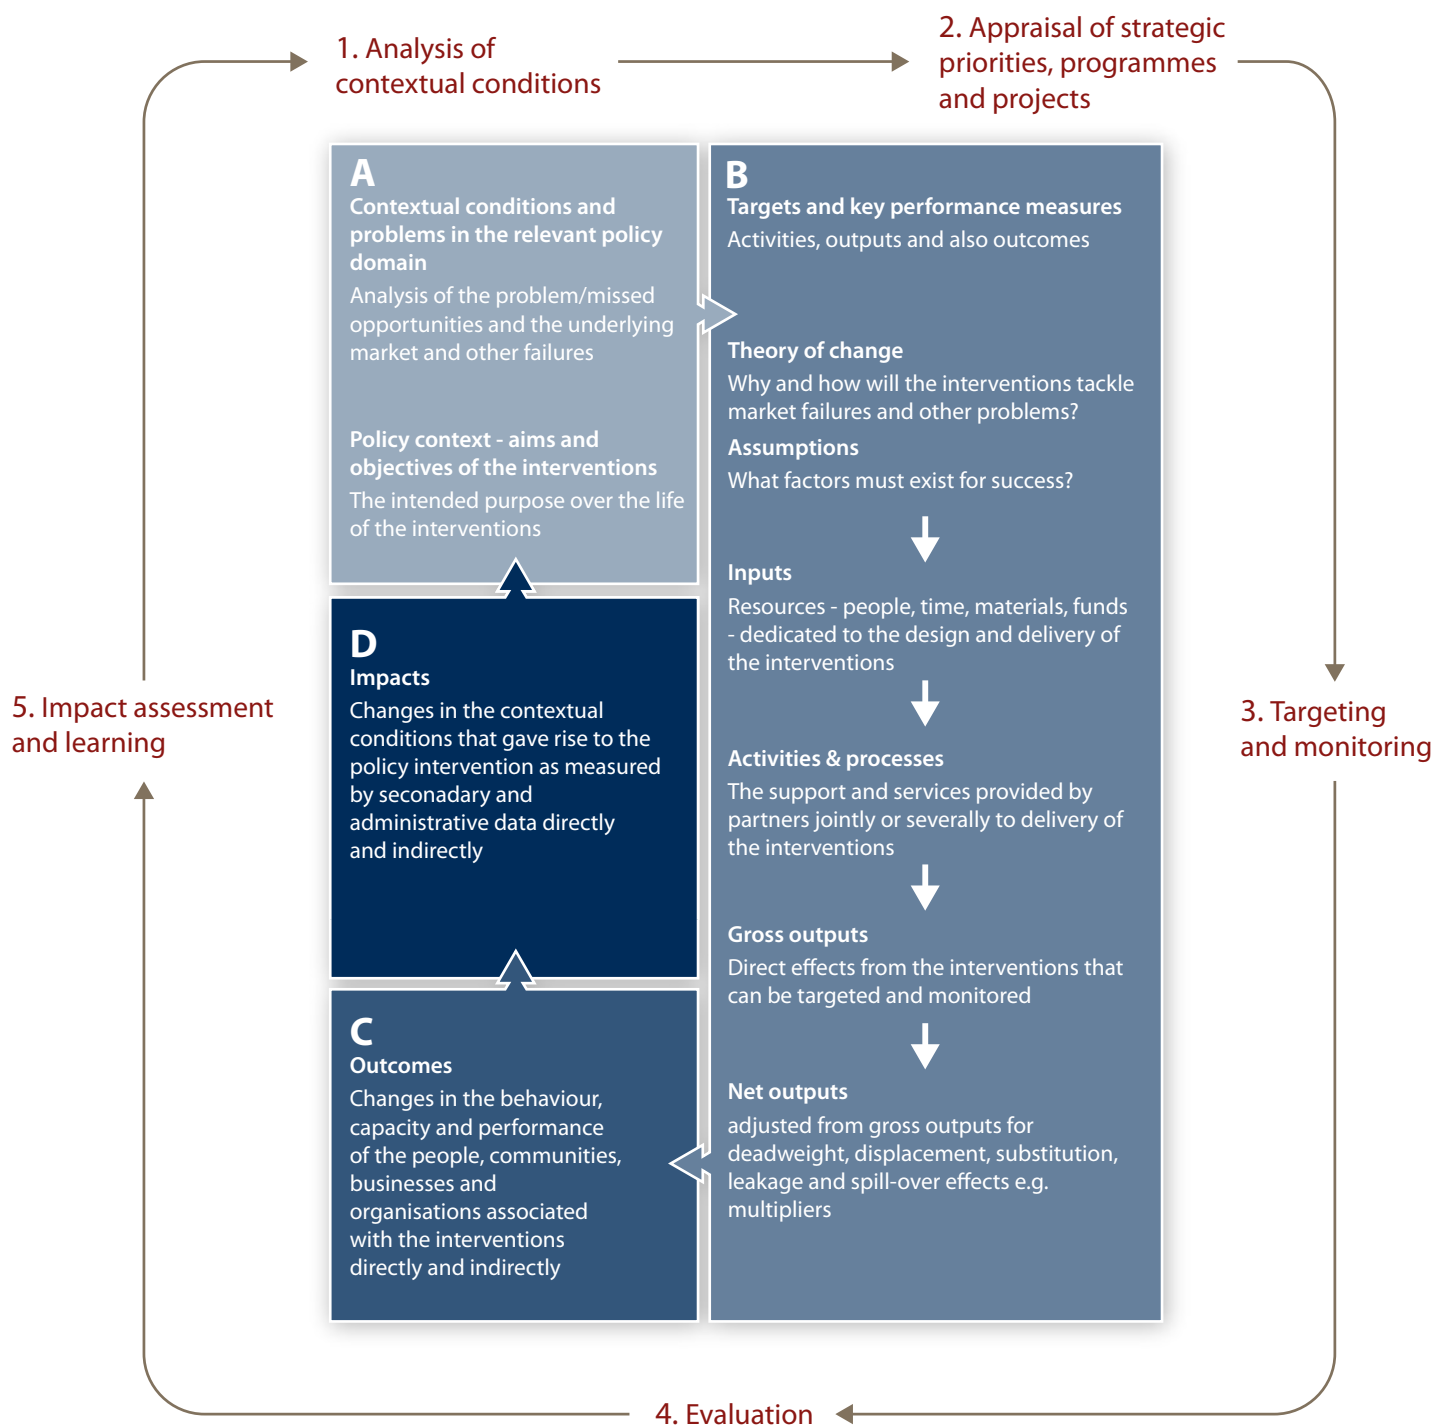 1. Analysis of
contextual conditions
2. Appraisal of strategic
priorities, programmes
and projects
A
Contextual conditions and
problems in the relevant policy
domain
Analysis of the problem/missed
opportunities and the underlying
market and other failures
Policy context - aims and
objectives of the interventions
The intended purpose over the life
of the interventions
B
Targets and key performance measures
Activities, outputs and also outcomes
Theory of change
Why and how will the interventions tackle
market failures and other problems?
Assumptions
What factors must exist for success?
Inputs
Resources - people, time, materials, funds
- dedicated to the design and delivery of
the interventions
Activities & processes
The support and services provided by
partners jointly or severally to delivery of
the interventions
Gross outputs
Direct effects from the interventions that
can be targeted and monitored
Net outputs
adjusted from gross outputs for
deadweight, displacement, substitution,
leakage and spill-over effects e.g.
multipliers
D
Impacts
Changes in the contextual
conditions that gave rise to the
policy intervention as measured
by seconadary and
administrative data directly
and indirectly
C
Outcomes
Changes in the behaviour,
capacity and performance
of the people, communities,
businesses and
organisations associated
with the interventions
directly and indirectly
3. Targeting
and monitoring
4. Evaluation
5. Impact assessment
and learning